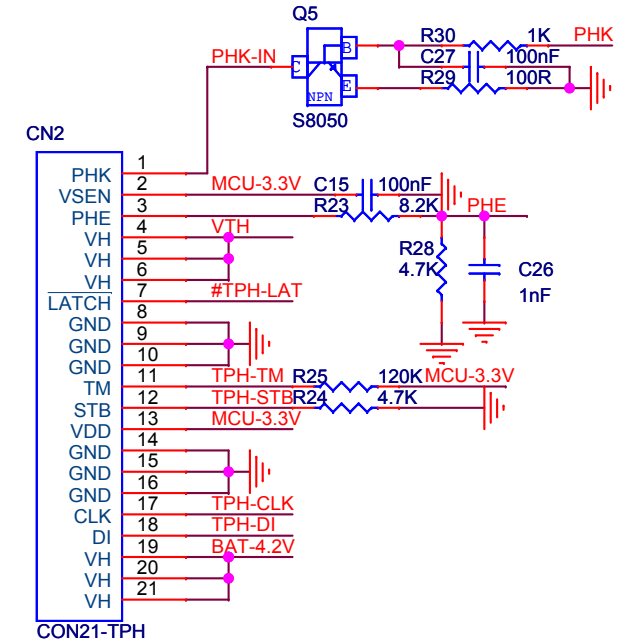 Q5
R30 1K PHK
B
C27 100nF
PHK-IN
C
R29 100R
E
NPN
S8050
CN2
1
PHK
2 MCU-3.3V C15 100nF
VSEN
3 R23 8.2K PHE
PHE
4 VTH
VH
5
VH
6
VH
R28
4.7K
C26
1nF
7 #TPH-LAT
LATCH
8
GND
9
GND
10
GND
11 TPH-TM R25 120K MCU-3.3V
TM
12 TPH-STB R24 4.7K
STB
13 MCU-3.3V
VDD
14
GND
15
GND
16
GND
17 TPH-CLK
CLK
18 TPH-DI
DI
19 BAT-4.2V
VH
20
VH
21
VH
CON21-TPH